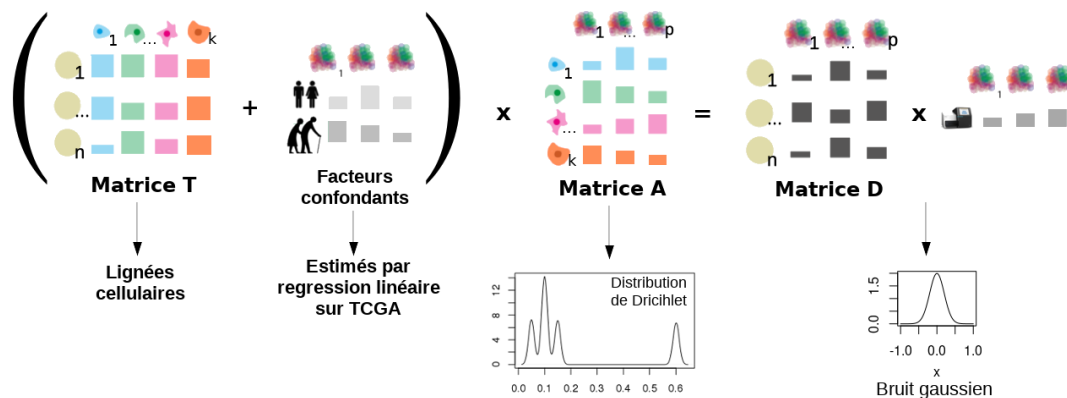 1 ... k
1
...
n
+
1
x
1 ... p
1
...
k
=
1 ... p
1
...
n
x
1
Matrice T
Facteurs
confondants
Matrice A
Matrice D
Lignées
cellulaires
Estimés par
regression linéaire
sur TCGA
Distribution
de Dricihlet
12
8
4
0
0.0 0.1 0.2 0.3 0.4 0.5 0.6
1.5
0.0
-1.0 0.0 1.0
x
Bruit gaussien